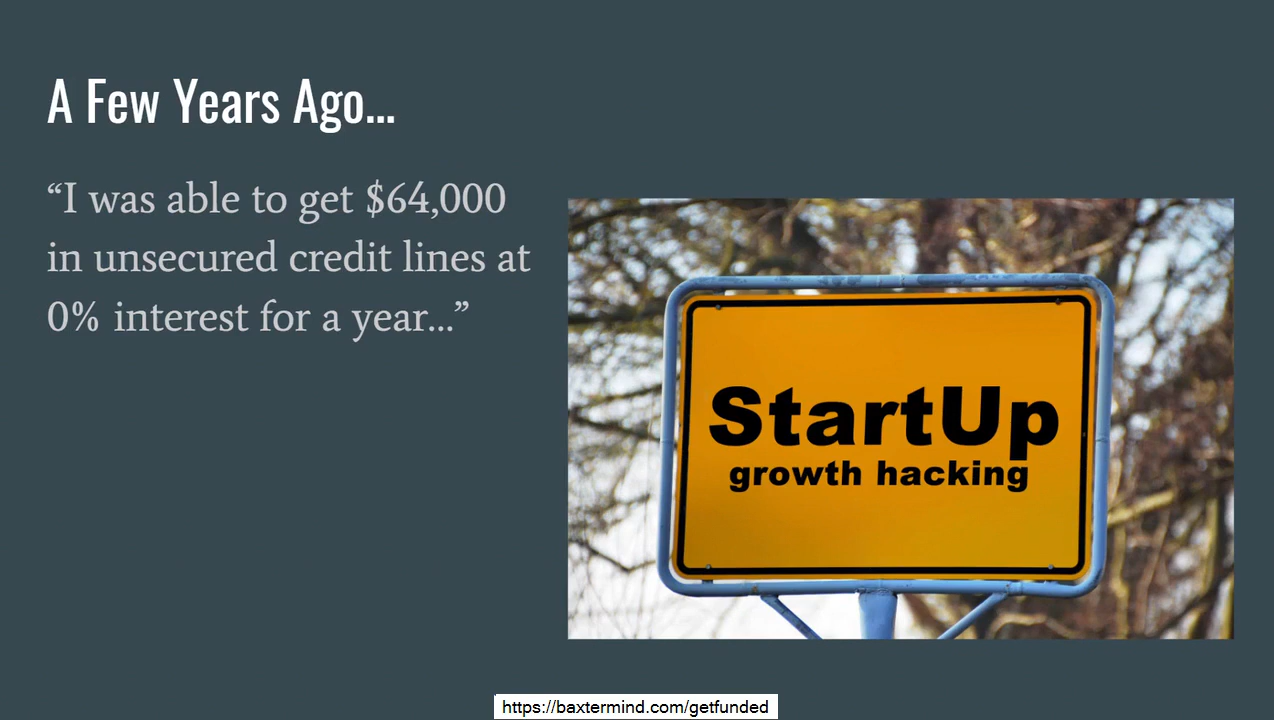 A Few Years Ago...
“I was able to get $64,000
in unsecured credit lines at
0% interest for a year...”
StartUp
growth hacking
https://baxtermind.com/getfunded